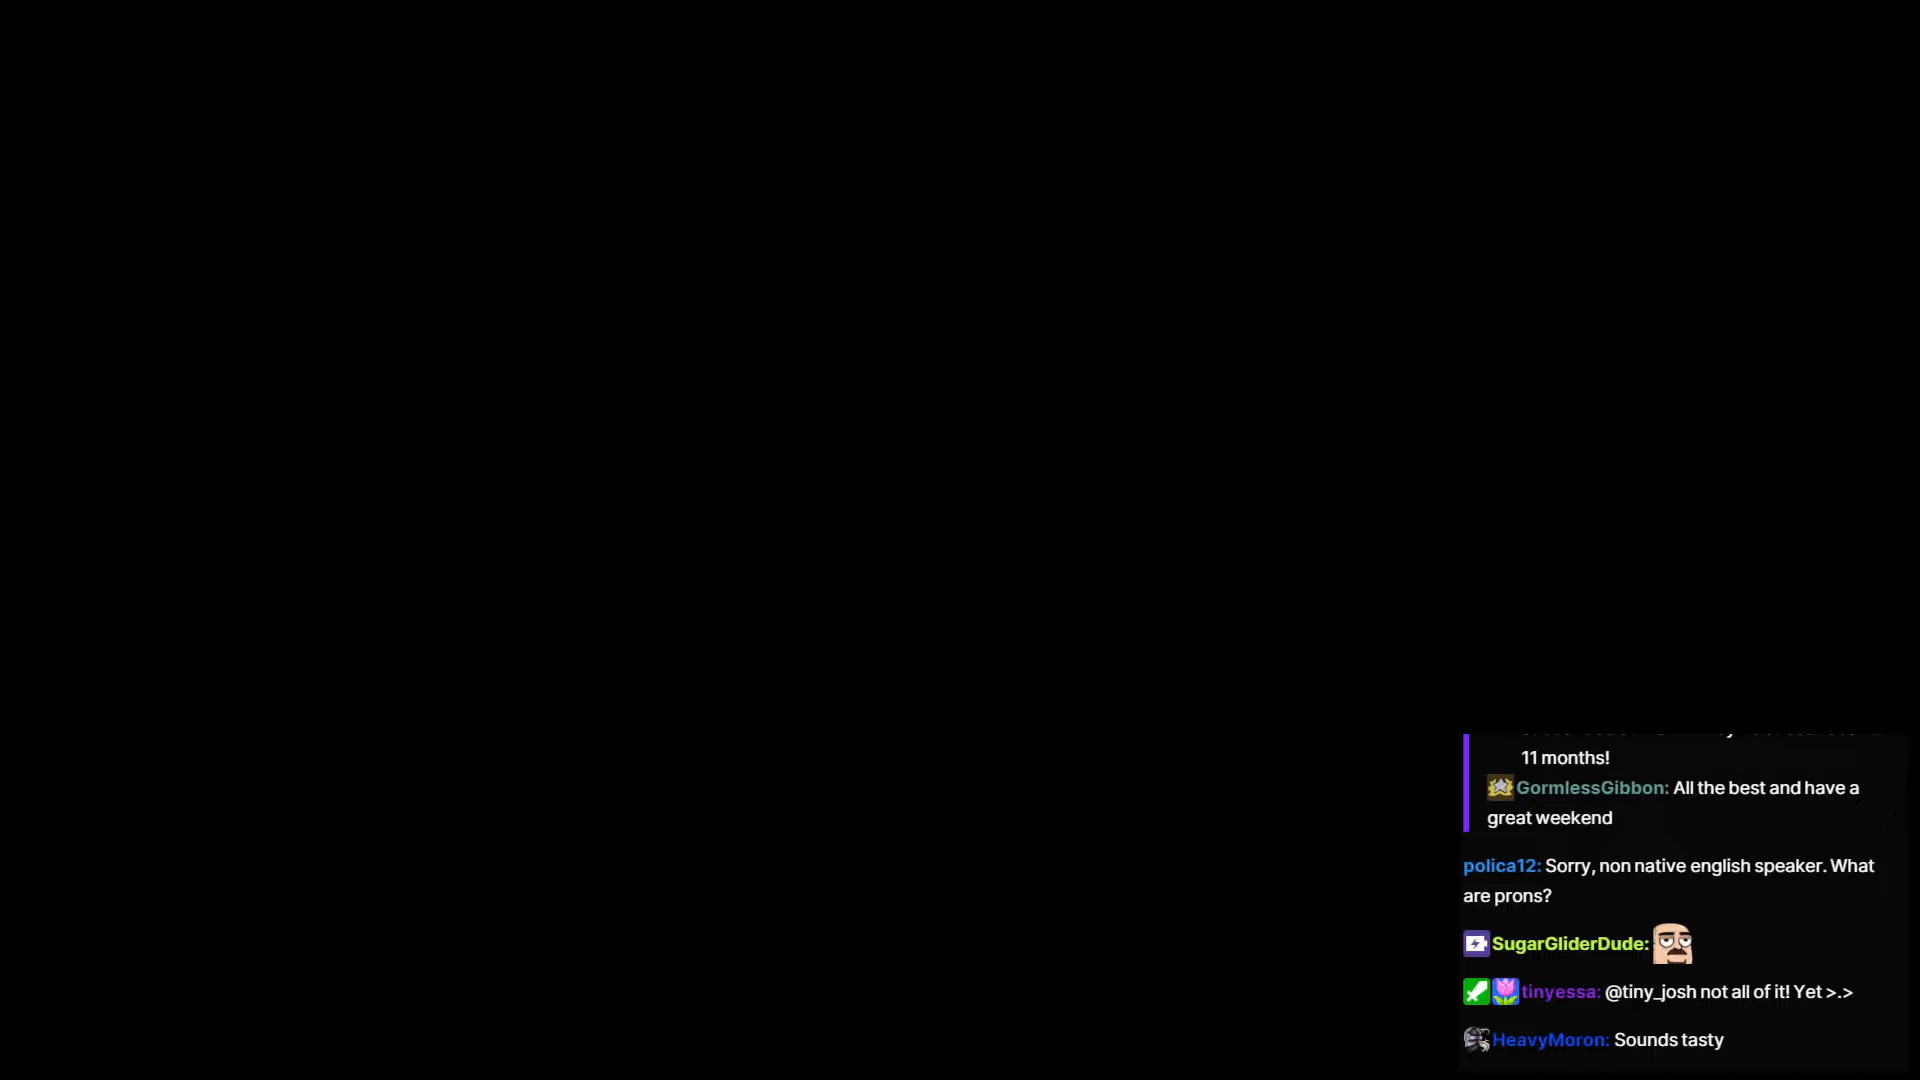 11 months!
GormlessGibbon: All the best and have a
great weekend
polica12: Sorry, non native english speaker. What
are prons?
SugarGliderDude:
tinyessa: @tiny_josh not all of it! Yet >.>
HeavyMoron: Sounds tasty